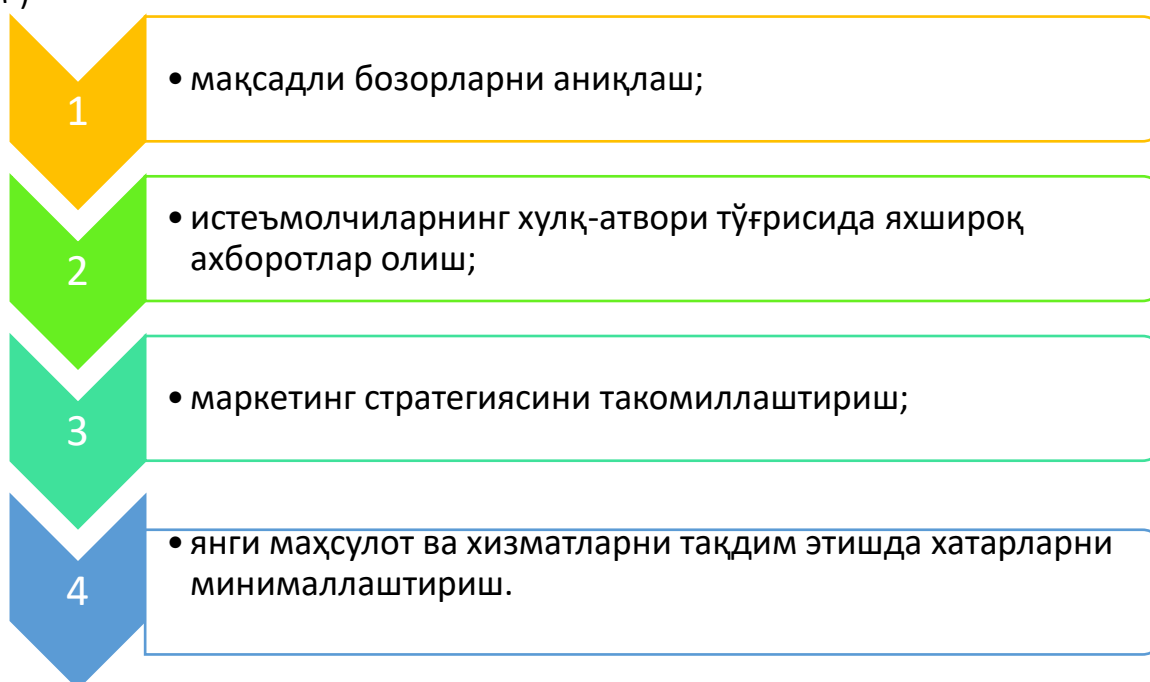 1
• мақсадли бозорларни аниқлаш;
2
• истеъмолчиларнинг хулқ-атвори тўғрисида яхшироқ
ахборотлар олиш;
3
• маркетинг стратегиясини такомиллаштириш;
4
• янги маҳсулот ва хизматларни тақдим этишда хатарларни
минималлаштириш.